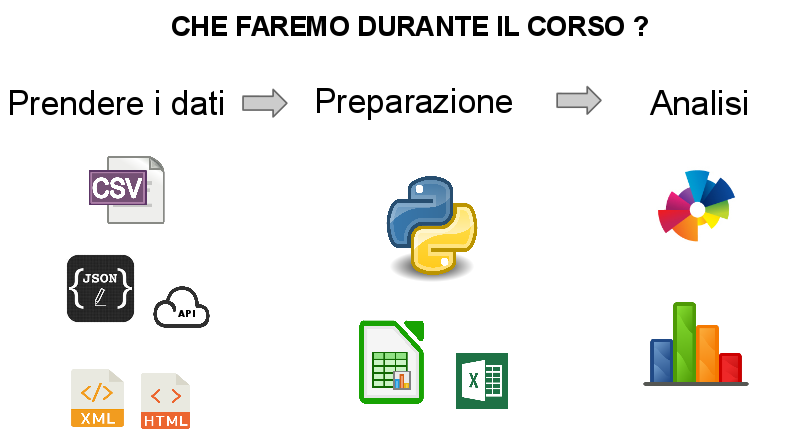 CHE FAREMO DURANTE IL CORSO ?
Prendere i dati
Preparazione
Analisi
CSV
{JSON}
API
</>
XML
< >
HTML
X